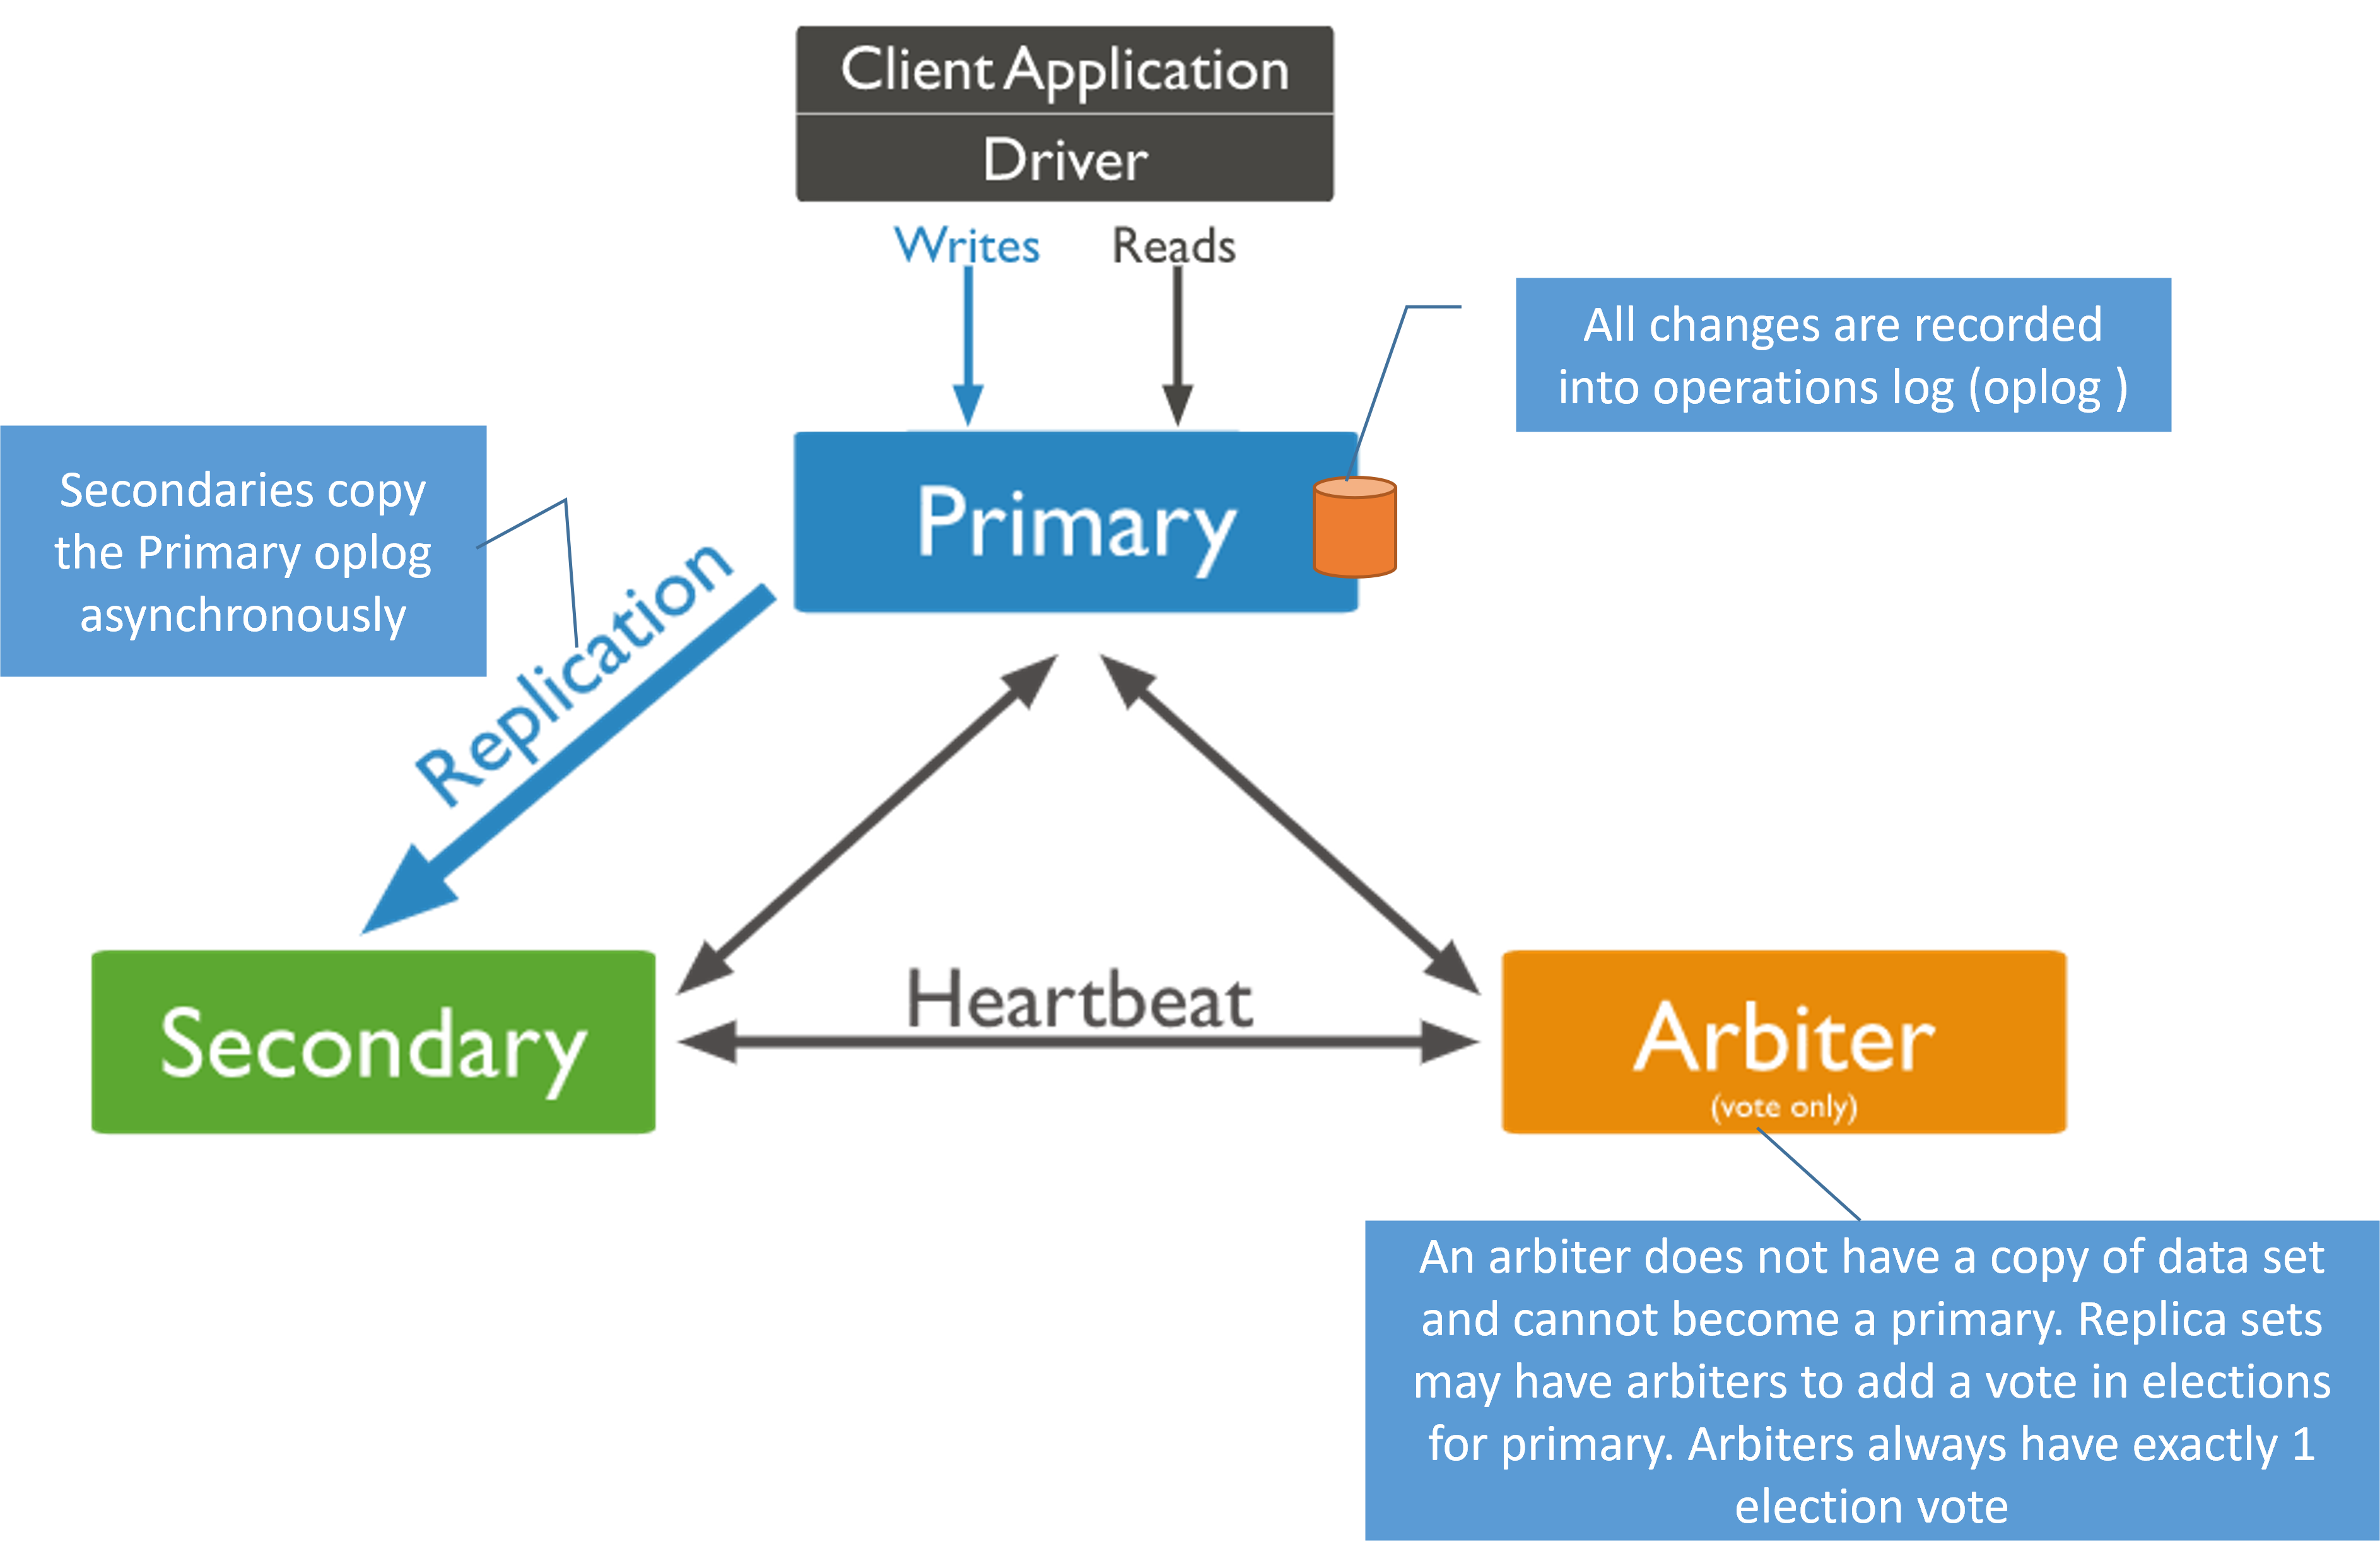 Client Application
Driver
Writes
Reads
All changes are recorded
into operations log (oplog )
Secondaries copy
the Primary oplog
asynchronously
Primary
Replication
Heartbeat
Secondary
Arbiter
(vote only)
An arbiter does not have a copy of data set
and cannot become a primary. Replica sets
may have arbiters to add a vote in elections
for primary. Arbiters always have exactly 1
election vote